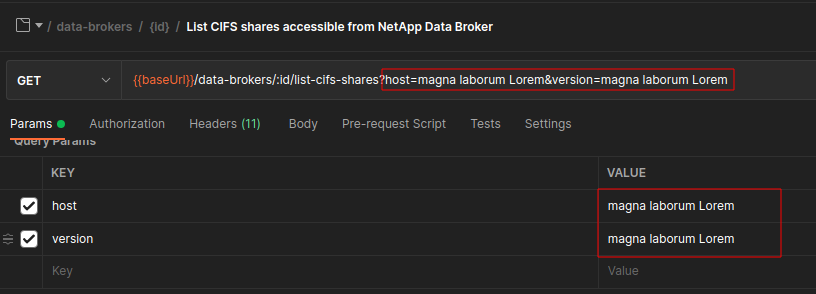 / data-brokers / {id} / List CIFS shares accessible from NetApp Data Broker
GET {{baseUrl}}/data-brokers/:id/list-cifs-shares?host=magna laborum Lorem&version=magna laborum Lorem
Params Authorization Headers (11) Body Pre-request Script Tests Settings
Query Params
KEY VALUE
host magna laborum Lorem
version magna laborum Lorem
Key Value